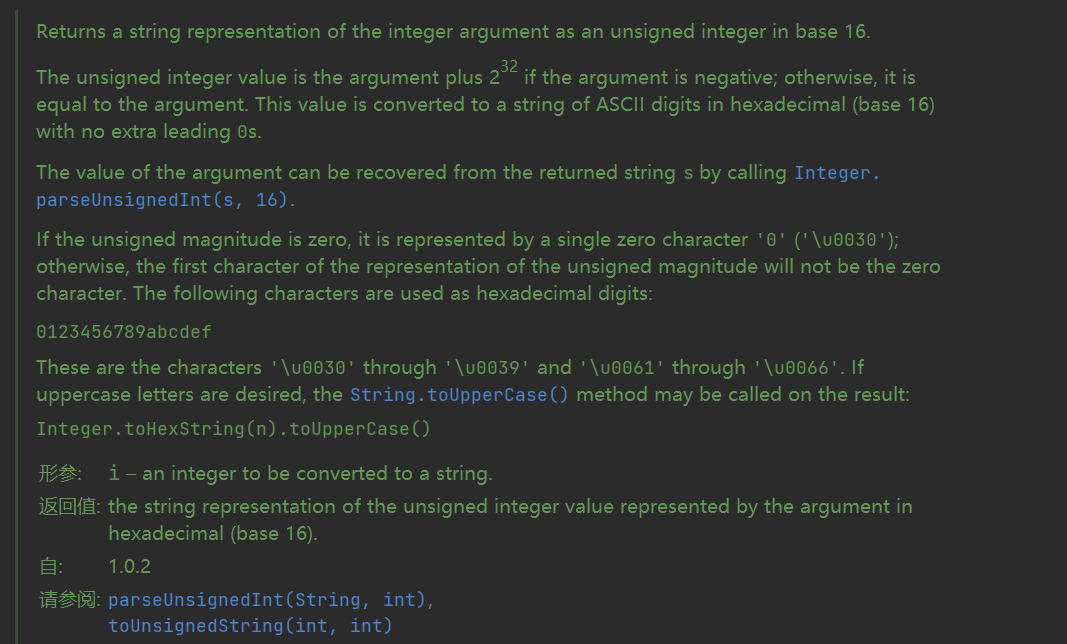 Returns a string representation of the integer argument as an unsigned integer in base 16.
The unsigned integer value is the argument plus 2³² if the argument is negative; otherwise, it is
equal to the argument. This value is converted to a string of ASCII digits in hexadecimal (base 16)
with no extra leading 0s.
The value of the argument can be recovered from the returned string s by calling Integer.
parseUnsignedInt(s, 16).
If the unsigned magnitude is zero, it is represented by a single zero character '0' ('\u0030');
otherwise, the first character of the representation of the unsigned magnitude will not be the zero
character. The following characters are used as hexadecimal digits:
0123456789abcdef
These are the characters '\u0030' through '\u0039' and '\u0061' through '\u0066'. If
uppercase letters are desired, the String.toUpperCase() method may be called on the result:
Integer.toHexString(n).toUpperCase()
形参: i – an integer to be converted to a string.
返回值: the string representation of the unsigned integer value represented by the argument in
hexadecimal (base 16).
自: 1.0.2
请参阅: parseUnsignedInt(String, int),
toUnsignedString(int, int)